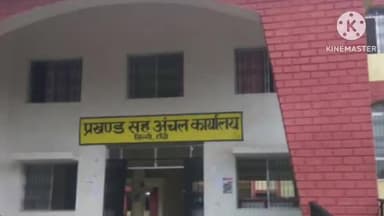 KINEMASTER
प्रखण्ड सह अंचल कार्यालय
सिल्ली, राँची